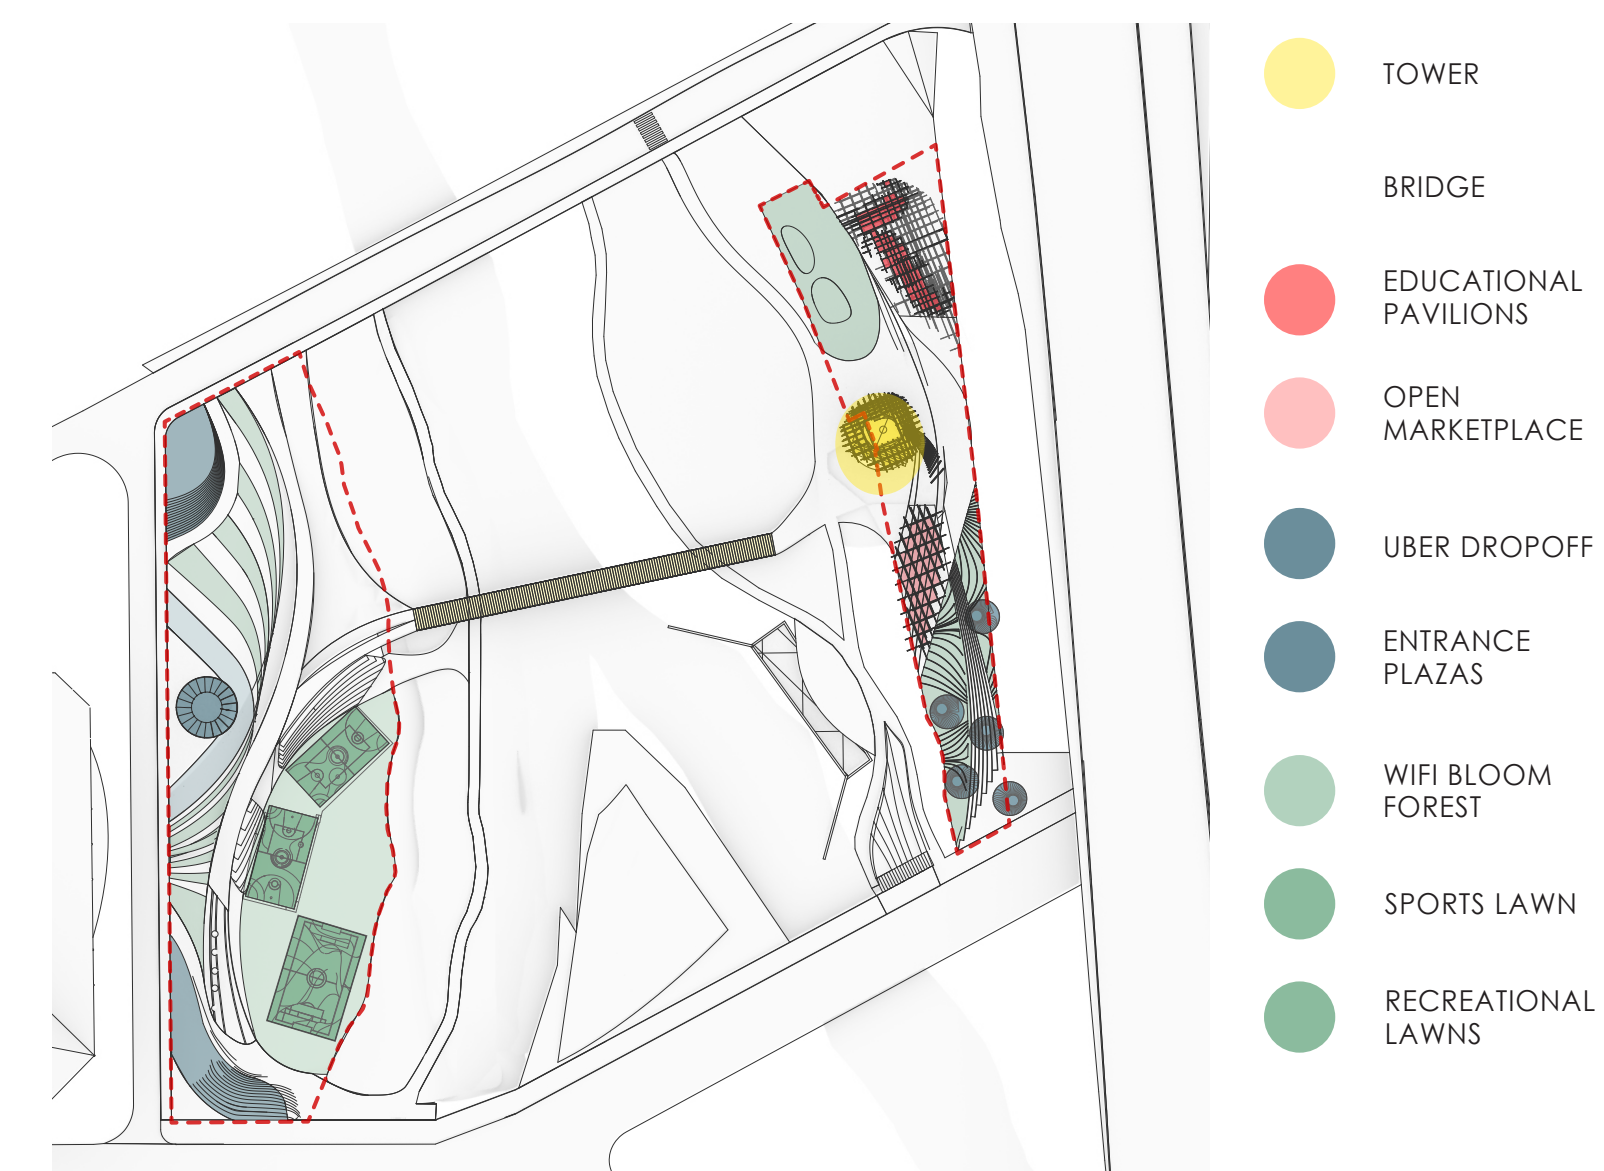 TOWER
BRIDGE
EDUCATIONAL
PAVILIONS
OPEN
MARKETPLACE
UBER DROPOFF
ENTRANCE
PLAZAS
WIFI BLOOM
FOREST
SPORTS LAWN
RECREATIONAL
LAWNS